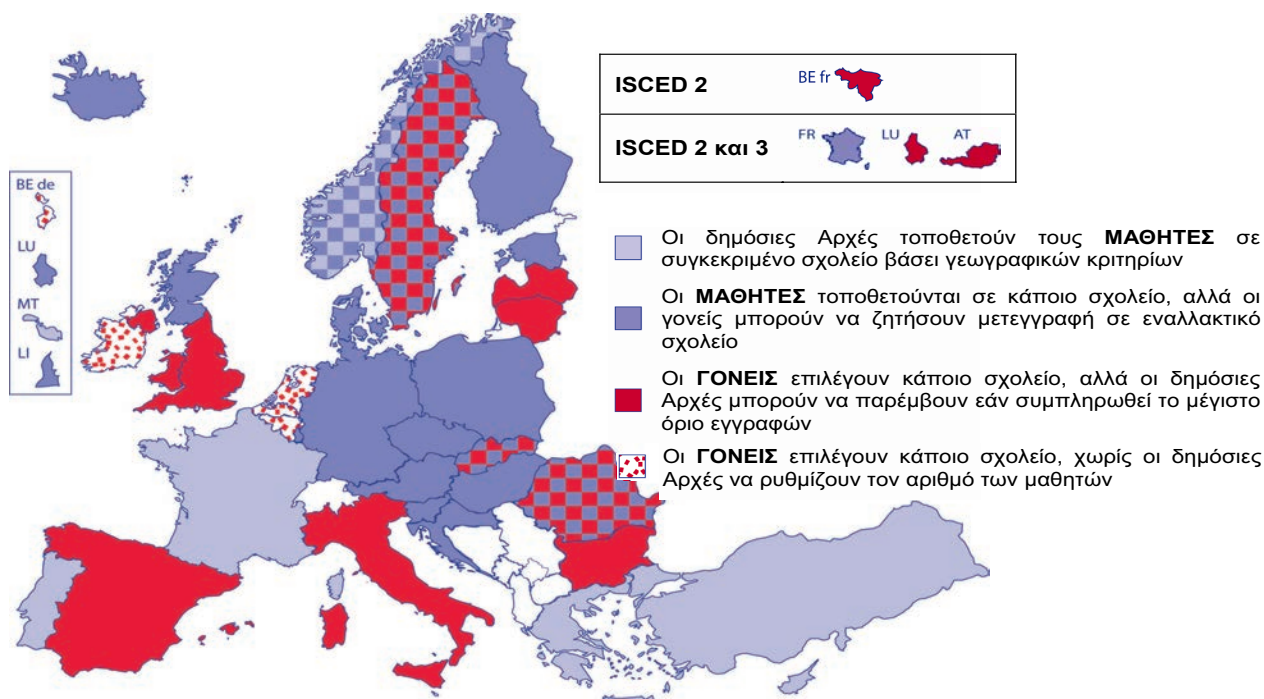 ISCED 2
BE fr
ISCED 2 και 3
FR
LU
AT
BE de
LU
MT
LI
Οι δημόσιες Αρχές τοποθετούν τους ΜΑΘΗΤΕΣ σε
συγκεκριμένο σχολείο βάσει γεωγραφικών κριτηρίων
Οι ΜΑΘΗΤΕΣ τοποθετούνται σε κάποιο σχολείο, αλλά οι
γονείς μπορούν να ζητήσουν μετεγγραφή σε εναλλακτικό
σχολείο
Οι ΓΟΝΕΙΣ επιλέγουν κάποιο σχολείο, αλλά οι δημόσιες
Αρχές μπορούν να παρέμβουν εάν συμπληρωθεί το μέγιστο
όριο εγγραφών
Οι ΓΟΝΕΙΣ επιλέγουν κάποιο σχολείο, χωρίς οι δημόσιες
Αρχές να ρυθμίζουν τον αριθμό των μαθητών